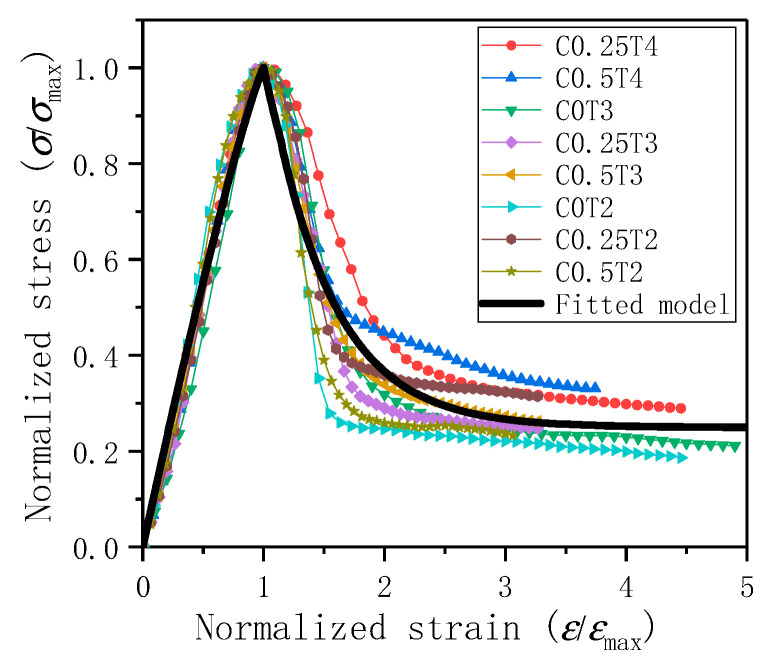 C0.25T4
C0.5T4
C0T3
C0.25T3
C0.5T3
C0T2
C0.25T2
C0.5T2
Fitted model
Normalized stress (σ/σmax)
1.0
0.8
0.6
0.4
0.2
0.0
0 1 2 3 4 5
Normalized strain (ε/εmax)